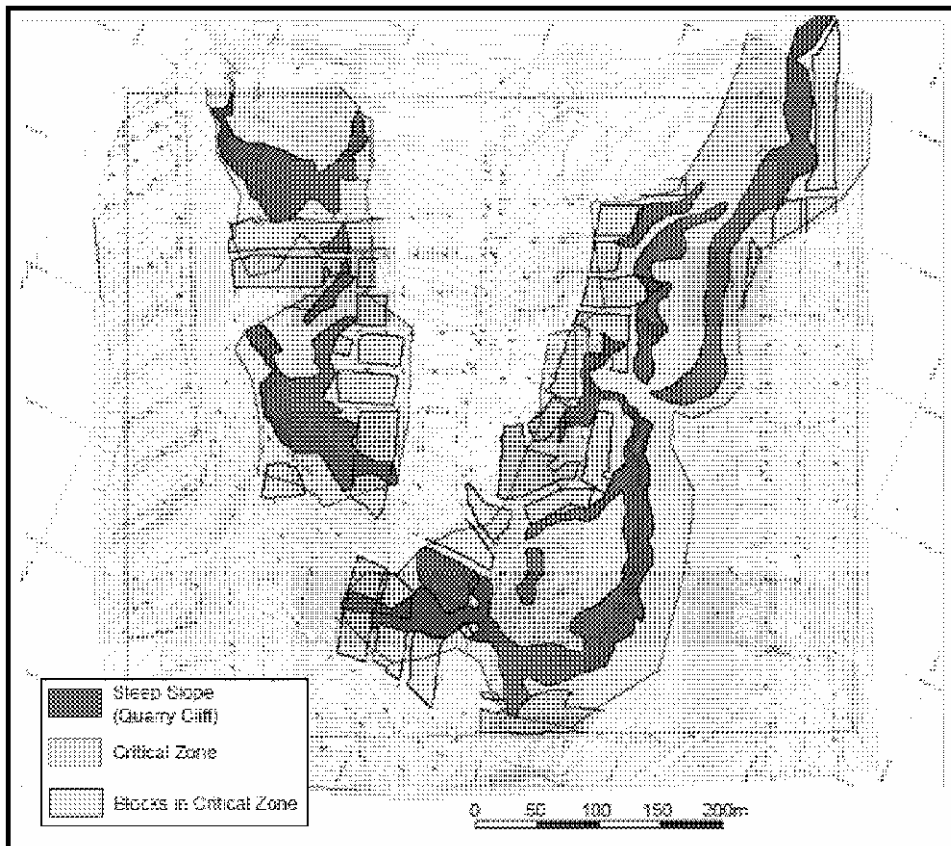 Steep Slope
(Quarry Cliff)
Critical Zone
Blocks in Critical Zone
0 50 100 150 200m